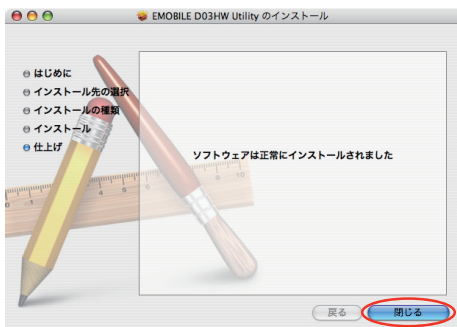 EMOBILE D03HW Utility のインストール
はじめに
インストール先の選択
インストールの種類
インストール
仕上げ
ソフトウェアは正常にインストールされました
戻る
閉じる